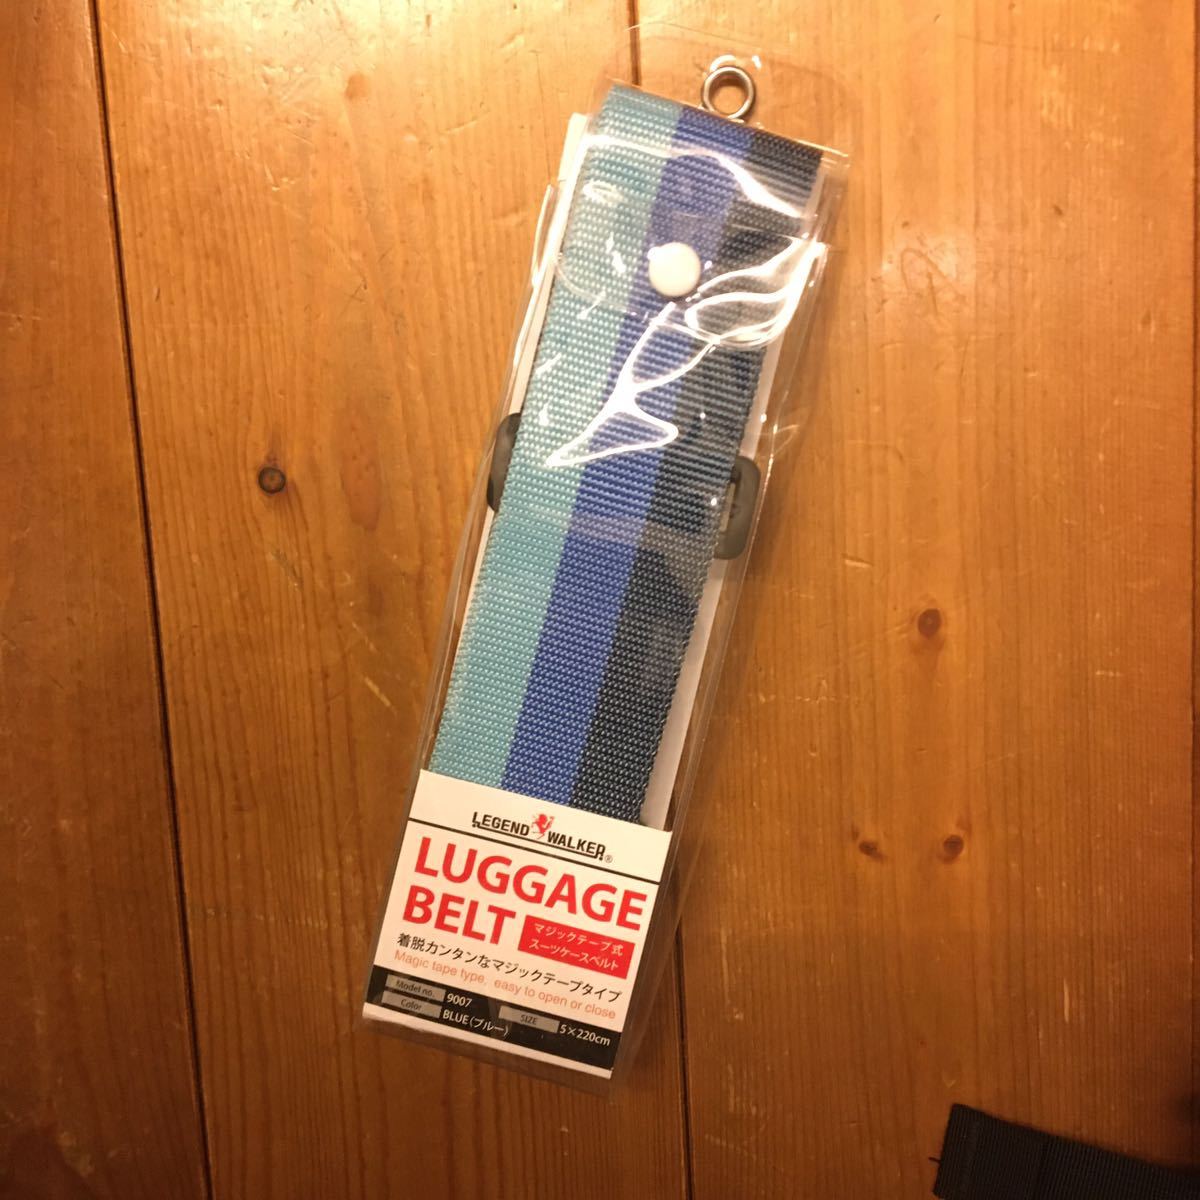 LEGEND WALKER®
LUGGAGE
BELT
マジックテープ式
スーツケースベルト
着脱カンタンなマジックテープタイプ
Magic tape type, easy to open or close
Model no. 9007
Color BLUE(ブルー) SIZE 5×220cm